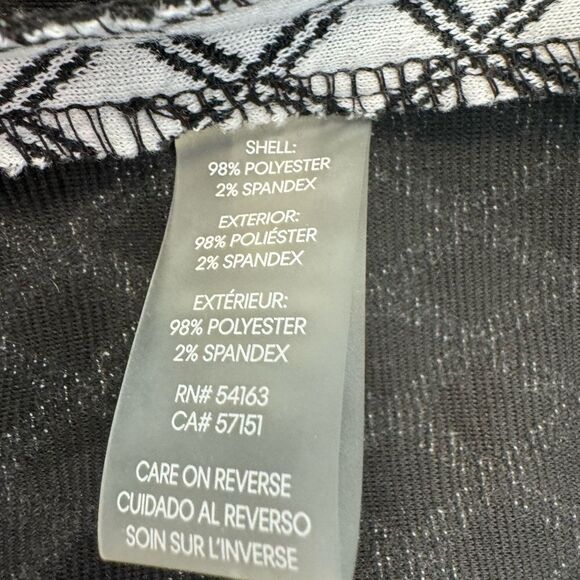 SHELL:
98% POLYESTER
2% SPANDEX
EXTERIOR:
98% POLIÉSTER
2% SPANDEX
EXTÉRIEUR:
98% POLYESTER
2% SPANDEX
RN# 54163
CA# 57151
CARE ON REVERSE
CUIDADO AL REVERSO
SOIN SUR L'INVERSE